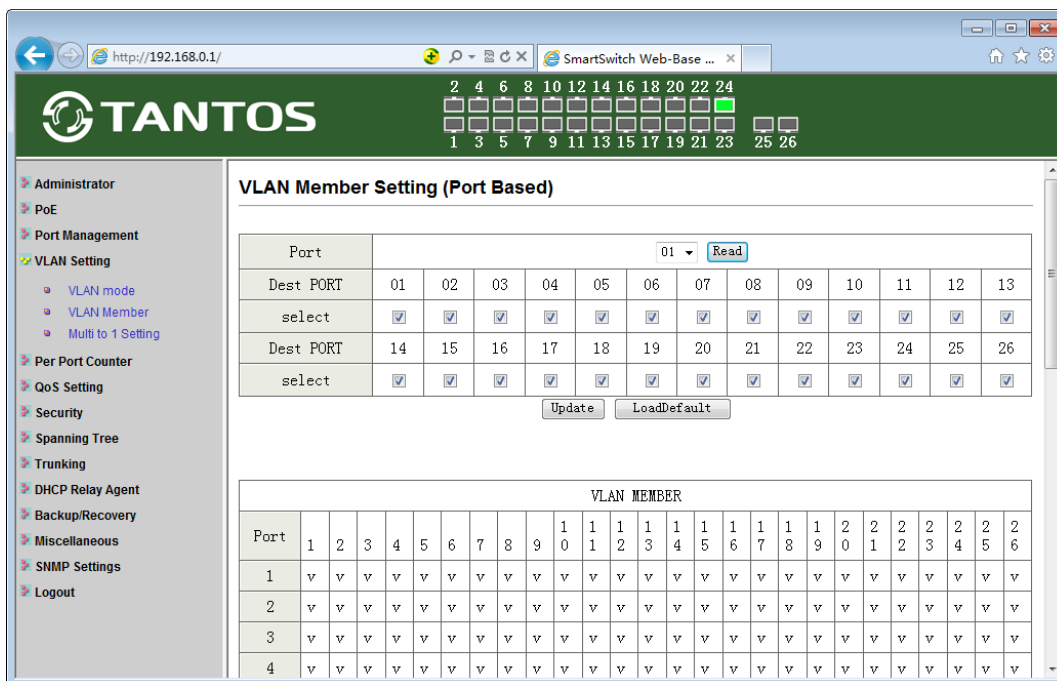 http://192.168.0.1/
SmartSwitch Web-Base ...
TANTOS
2 4 6 8 10 12 14 16 18 20 22 24
1 3 5 7 9 11 13 15 17 19 21 23 25 26
Administrator
PoE
Port Management
VLAN Setting
VLAN mode
VLAN Member
Multi to 1 Setting
Per Port Counter
QoS Setting
Security
Spanning Tree
Trunking
DHCP Relay Agent
Backup/Recovery
Miscellaneous
SNMP Settings
Logout
VLAN Member Setting (Port Based)
Port 01 Read
Dest PORT 01 02 03 04 05 06 07 08 09 10 11 12 13
select
Dest PORT 14 15 16 17 18 19 20 21 22 23 24 25 26
select
Update LoadDefault
VLAN MEMBER
Port 1 2 3 4 5 6 7 8 9 10 11 12 13 14 15 16 17 18 19 20 21 22 23 24 25 26
1 v v v v v v v v v v v v v v v v v v v v v v v v v v
2 v v v v v v v v v v v v v v v v v v v v v v v v v v
3 v v v v v v v v v v v v v v v v v v v v v v v v v v
4 v v v v v v v v v v v v v v v v v v v v v v v v v v